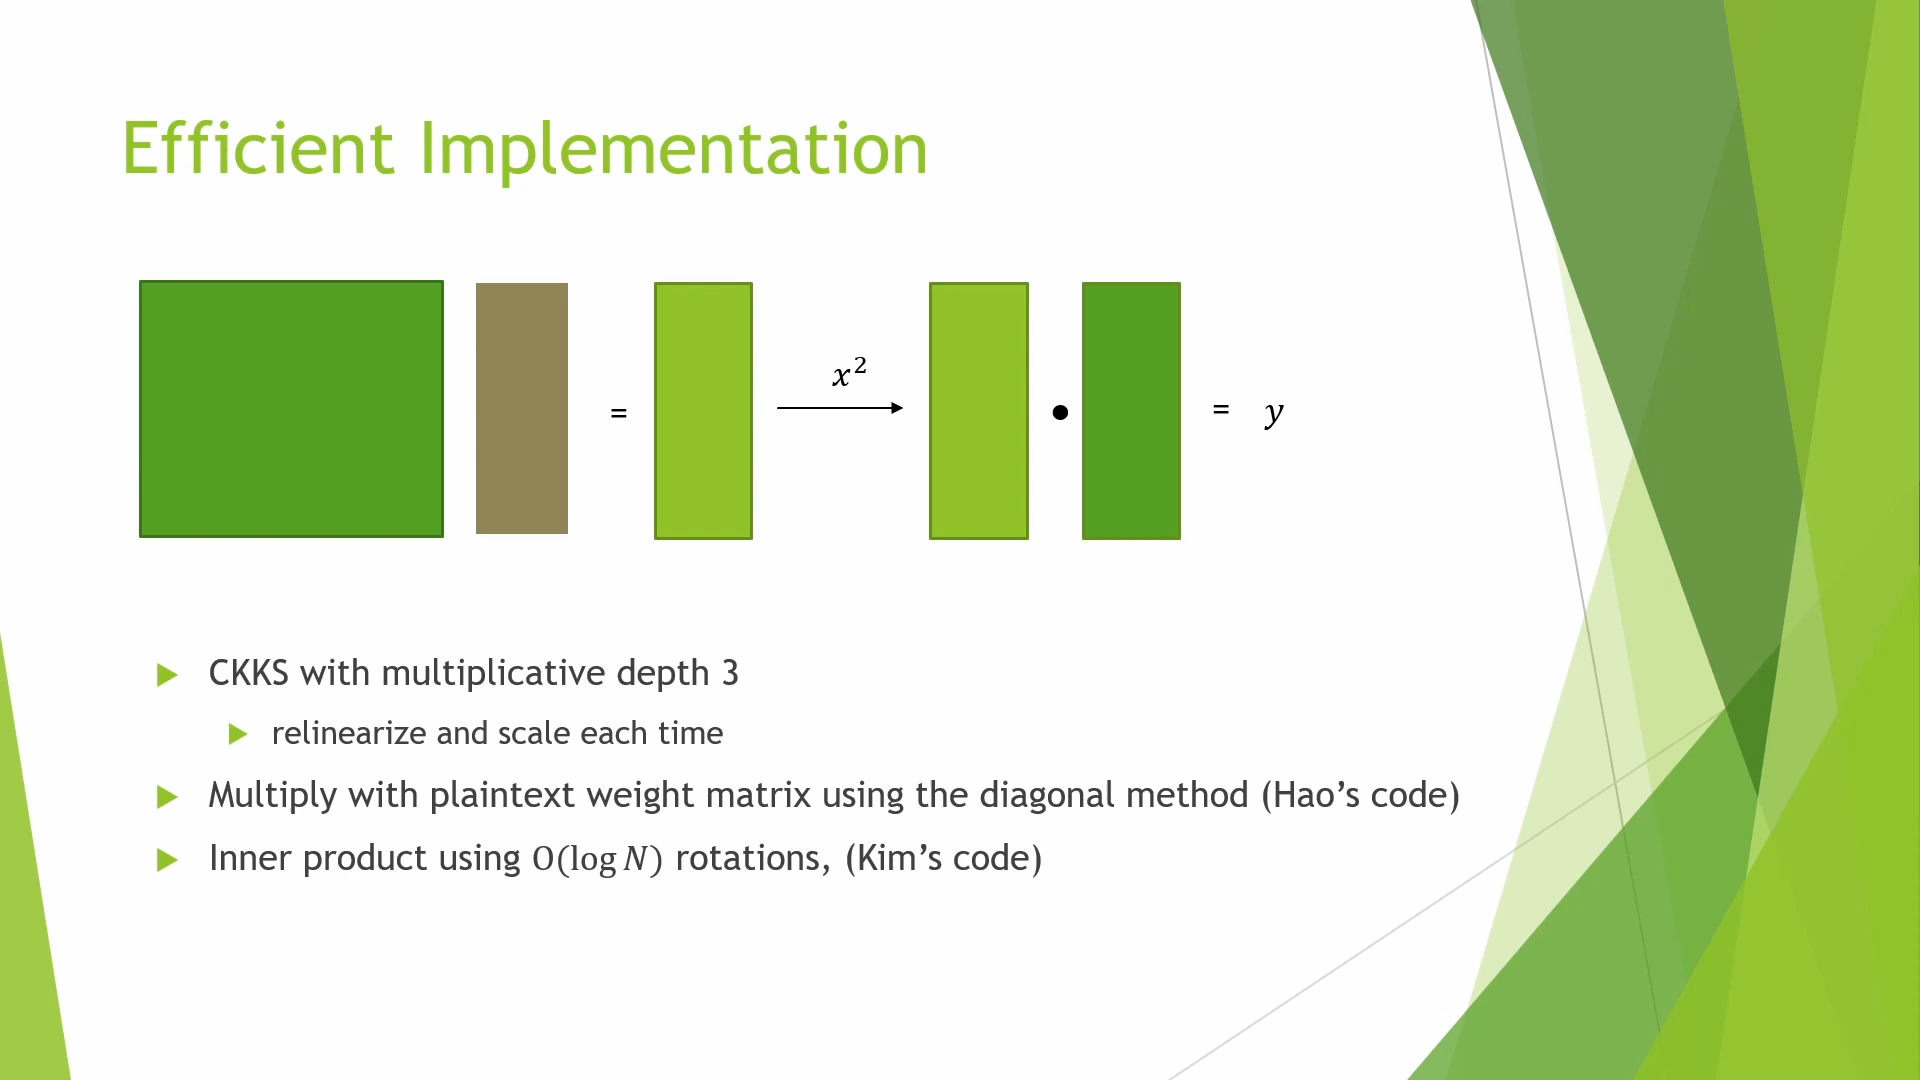 Efficient Implementation
x²
= • = y
CKKS with multiplicative depth 3
relinearize and scale each time
Multiply with plaintext weight matrix using the diagonal method (Hao’s code)
Inner product using O(log N) rotations, (Kim’s code)